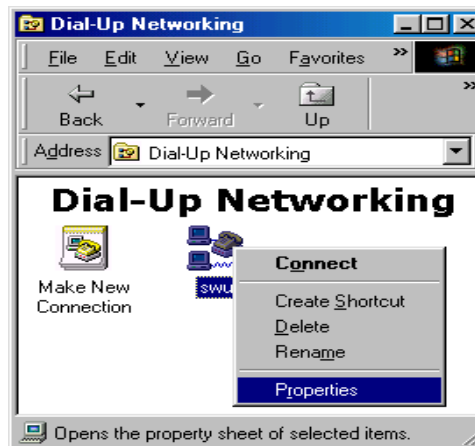 Dial-Up Networking
File Edit View Go Favorites »
Back Forward Up »
Address Dial-Up Networking
Dial-Up Networking
Make New
Connection
swu
Connect
Create Shortcut
Delete
Rename
Properties
Opens the property sheet of selected items.